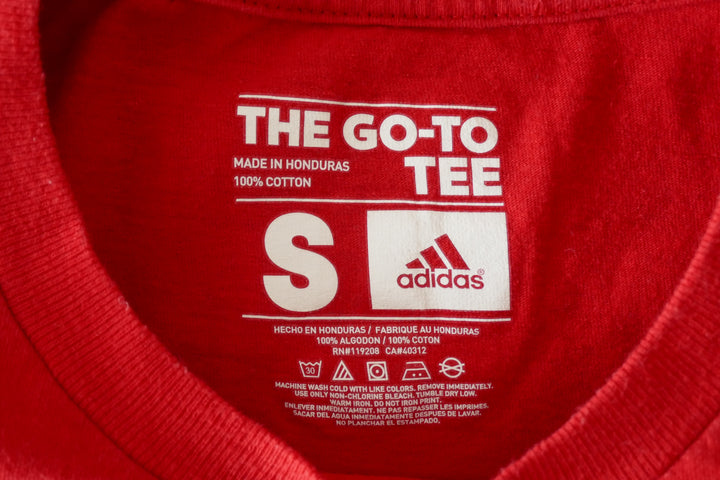 THE GO-TO
TEE
MADE IN HONDURAS
100% COTTON
S
adidas®
HECHO EN HONDURAS / FABRIQUE AU HONDURAS
100% ALGODON / 100% COTON
RN#119208 CA#40312
30
MACHINE WASH COLD WITH LIKE COLORS. REMOVE IMMEDIATELY.
USE ONLY NON-CHLORINE BLEACH. TUMBLE DRY LOW.
WARM IRON. DO NOT IRON PRINT.
ENLEVER INMEDIATAMENT. NE PAS REPASSER LES IMPRIMES.
SACAR DEL AGUA INMEDIATAMENTE DESPUES DE LAVAR.
NO PLANCHAR EL ESTAMPADO.